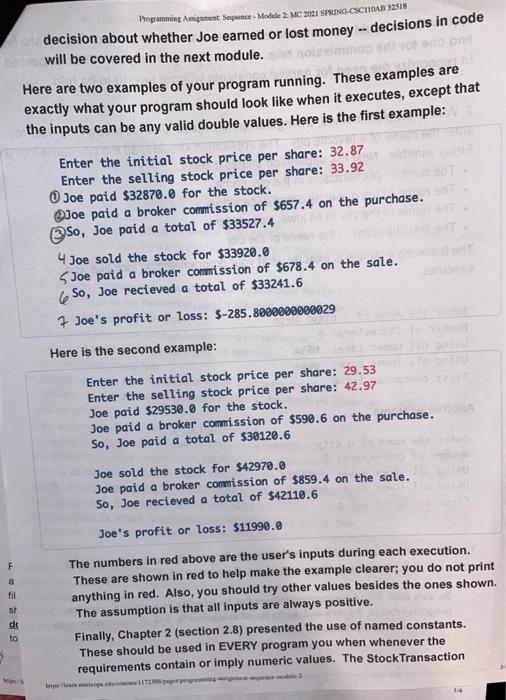 Programming Assignment: Sequence - Module 2: MC 2021 SPRING-CSC110AB 32518
decision about whether Joe earned or lost money -- decisions in code
will be covered in the next module.
Here are two examples of your program running. These examples are
exactly what your program should look like when it executes, except that
the inputs can be any valid double values. Here is the first example:
Enter the initial stock price per share: 32.87
Enter the selling stock price per share: 33.92
① Joe paid $32870.0 for the stock.
② Joe paid a broker commission of $657.4 on the purchase.
③ So, Joe paid a total of $33527.4
4 Joe sold the stock for $33920.0
5 Joe paid a broker commission of $678.4 on the sale.
6 So, Joe recieved a total of $33241.6
7 Joe's profit or loss: $-285.8000000000029
Here is the second example:
Enter the initial stock price per share: 29.53
Enter the selling stock price per share: 42.97
Joe paid $29530.0 for the stock.
Joe paid a broker commission of $590.6 on the purchase.
So, Joe paid a total of $30120.6
Joe sold the stock for $42970.0
Joe paid a broker commission of $859.4 on the sale.
So, Joe recieved a total of $42110.6
Joe's profit or loss: $11990.0
The numbers in red above are the user's inputs during each execution.
These are shown in red to help make the example clearer; you do not print
anything in red. Also, you should try other values besides the ones shown.
The assumption is that all inputs are always positive.
Finally, Chapter 2 (section 2.8) presented the use of named constants.
These should be used in EVERY program you when whenever the
requirements contain or imply numeric values. The StockTransaction
F
a
fil
st
ds
to